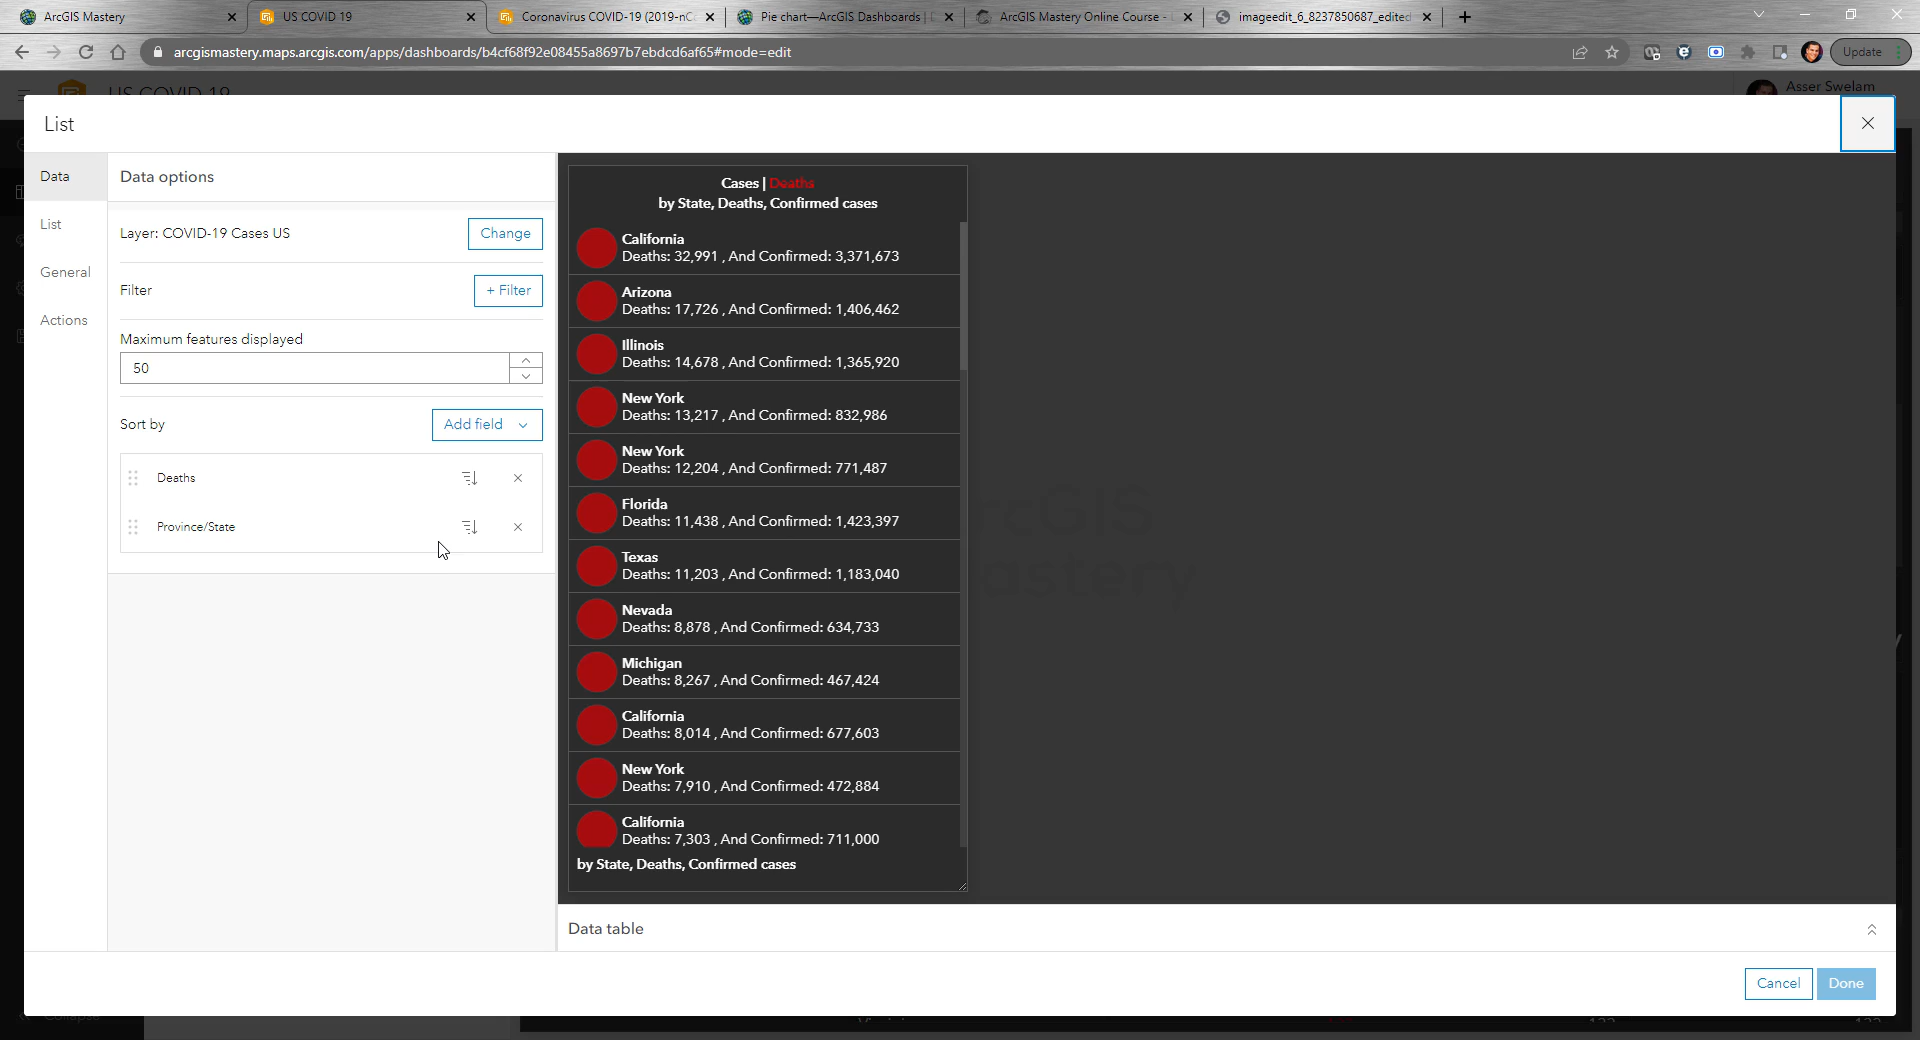 ArcGIS Mastery
US COVID 19
Coronavirus COVID-19 (2019-nC
Pie chart—ArcGIS Dashboards |
ArcGIS Mastery Online Course -
imageedit_6_8237850687_edited
arcgismastery.maps.arcgis.com/apps/dashboards/b4cf68f92e08455a8697b7ebdcd6af65#mode=edit
Update
US COVID 19
Asser Swelam
List
Data
List
General
Actions
Data options
Layer: COVID-19 Cases US
Change
Filter
+ Filter
Maximum features displayed
50
Sort by
Add field
Deaths
Province/State
Cases | Deaths
by State, Deaths, Confirmed cases
California
Deaths: 32,991 , And Confirmed: 3,371,673
Arizona
Deaths: 17,726 , And Confirmed: 1,406,462
Illinois
Deaths: 14,678 , And Confirmed: 1,365,920
New York
Deaths: 13,217 , And Confirmed: 832,986
New York
Deaths: 12,204 , And Confirmed: 771,487
Florida
Deaths: 11,438 , And Confirmed: 1,423,397
Texas
Deaths: 11,203 , And Confirmed: 1,183,040
Nevada
Deaths: 8,878 , And Confirmed: 634,733
Michigan
Deaths: 8,267 , And Confirmed: 467,424
California
Deaths: 8,014 , And Confirmed: 677,603
New York
Deaths: 7,910 , And Confirmed: 472,884
California
Deaths: 7,303 , And Confirmed: 711,000
by State, Deaths, Confirmed cases
rcGIS
astery
Data table
Cancel
Done
Collapse